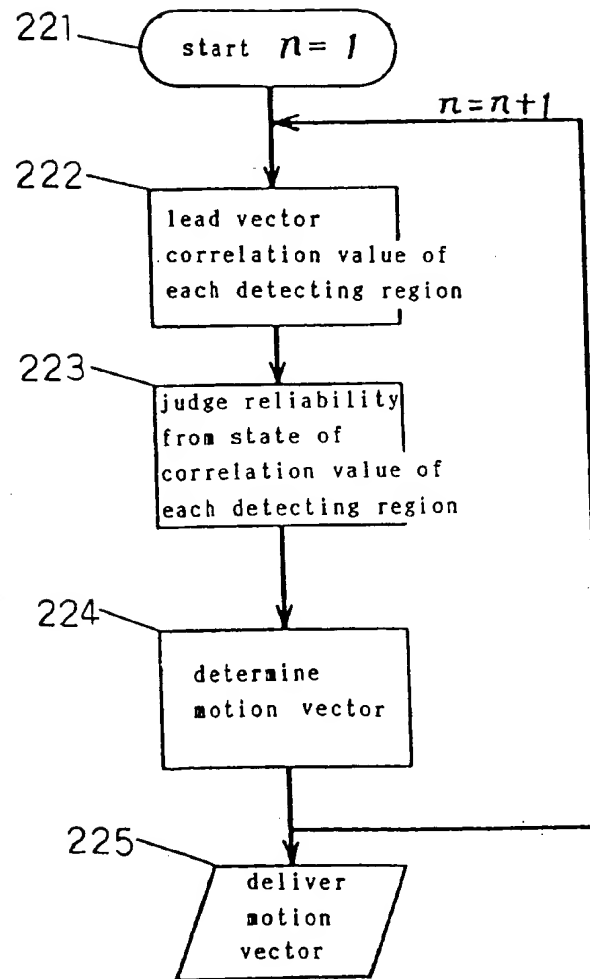 221
start n = 1
n=n+1
222
lead vector
correlation value of
each detecting region
223
judge reliability
from state of
correlation value of
each detecting region
224
determine
motion vector
225
deliver
motion
vector